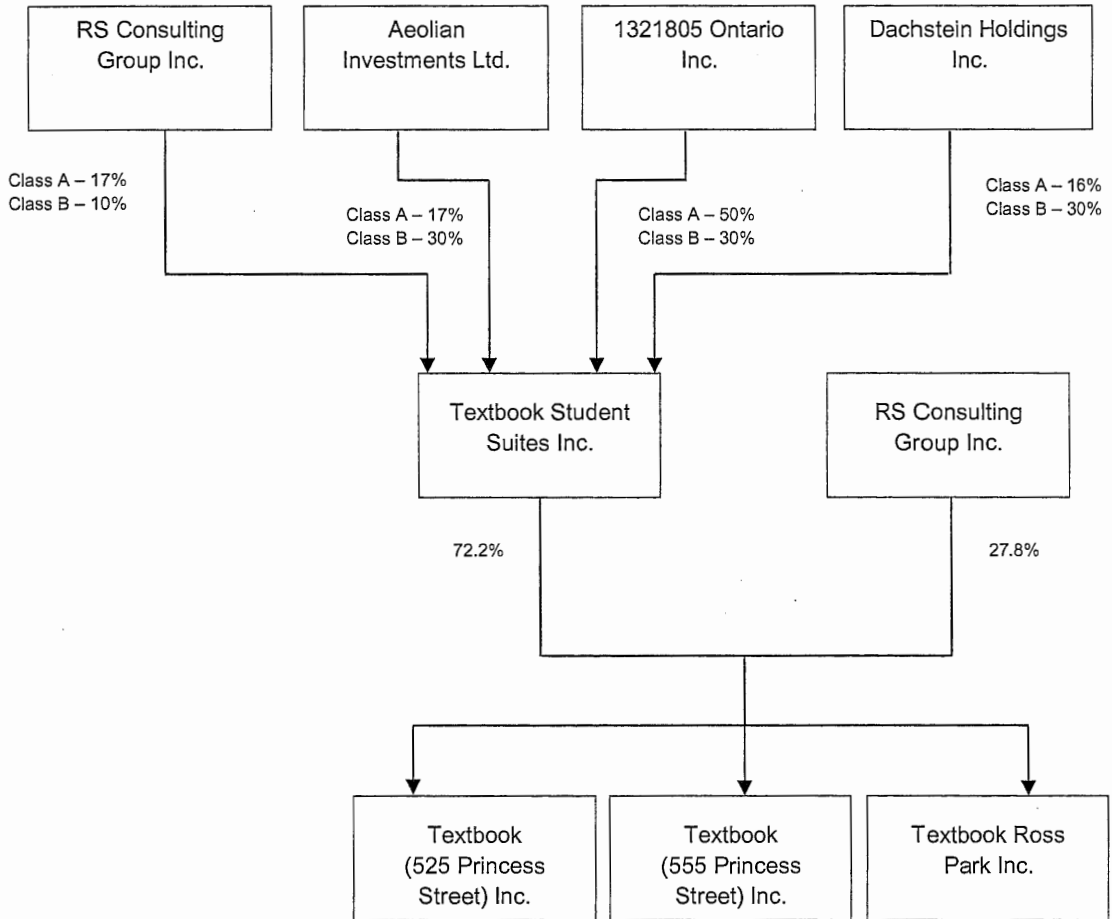 RS Consulting
Group Inc.
Aeolian
Investments Ltd.
1321805 Ontario
Inc.
Dachstein Holdings
Inc.
Class A – 17%
Class B – 10%
Class A – 17%
Class B – 30%
Class A – 50%
Class B – 30%
Class A – 16%
Class B – 30%
Textbook Student
Suites Inc.
RS Consulting
Group Inc.
72.2%
27.8%
Textbook
(525 Princess
Street) Inc.
Textbook
(555 Princess
Street) Inc.
Textbook Ross
Park Inc.